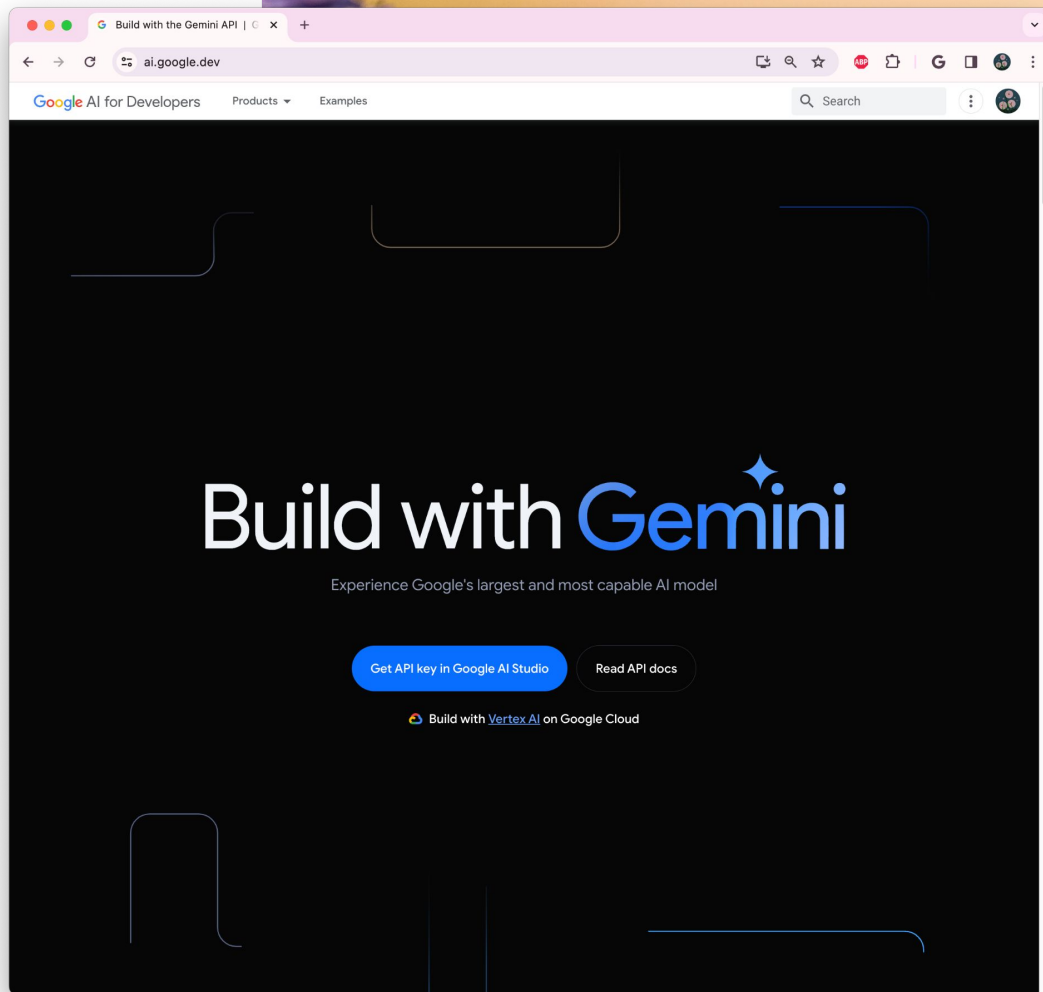 Build with the Gemini API | G
ai.google.dev
ABP
G
Google AI for Developers
Products
Examples
Search
Build with Gemini
Experience Google's largest and most capable AI model
Get API key in Google AI Studio
Read API docs
Build with Vertex AI on Google Cloud